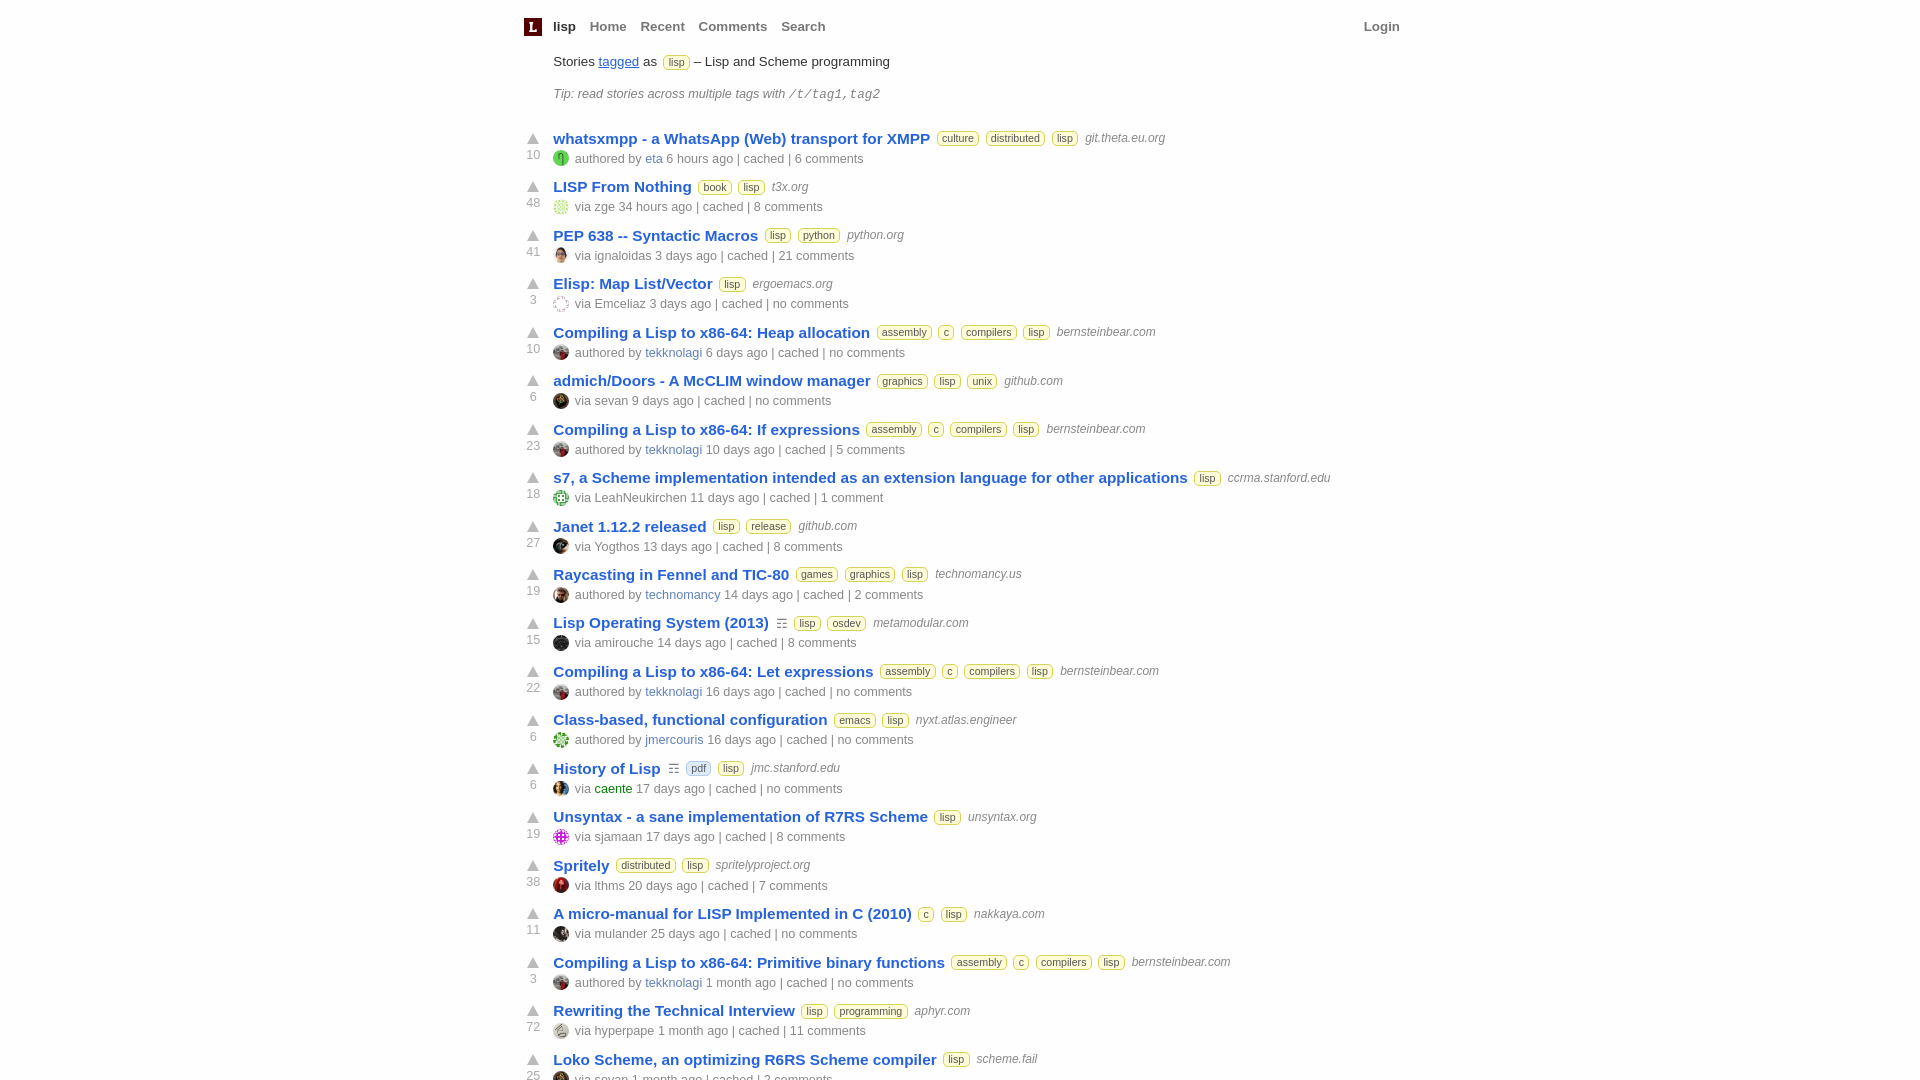 L lisp Home Recent Comments Search Login
Stories tagged as lisp – Lisp and Scheme programming
Tip: read stories across multiple tags with /t/tag1,tag2
whatsxmpp - a WhatsApp (Web) transport for XMPP culture distributed lisp git.theta.eu.org
10 authored by eta 6 hours ago | cached | 6 comments
LISP From Nothing book lisp t3x.org
48 via zge 34 hours ago | cached | 8 comments
PEP 638 -- Syntactic Macros lisp python python.org
41 via ignaloidas 3 days ago | cached | 21 comments
Elisp: Map List/Vector lisp ergoemacs.org
3 via Emceliaz 3 days ago | cached | no comments
Compiling a Lisp to x86-64: Heap allocation assembly c compilers lisp bernsteinbear.com
10 authored by tekknolagi 6 days ago | cached | no comments
admich/Doors - A McCLIM window manager graphics lisp unix github.com
6 via sevan 9 days ago | cached | no comments
Compiling a Lisp to x86-64: If expressions assembly c compilers lisp bernsteinbear.com
23 authored by tekknolagi 10 days ago | cached | 5 comments
s7, a Scheme implementation intended as an extension language for other applications lisp ccrma.stanford.edu
18 via LeahNeukirchen 11 days ago | cached | 1 comment
Janet 1.12.2 released lisp release github.com
27 via Yogthos 13 days ago | cached | 8 comments
Raycasting in Fennel and TIC-80 games graphics lisp technomancy.us
19 authored by technomancy 14 days ago | cached | 2 comments
Lisp Operating System (2013) ☶ lisp osdev metamodular.com
15 via amirouche 14 days ago | cached | 8 comments
Compiling a Lisp to x86-64: Let expressions assembly c compilers lisp bernsteinbear.com
22 authored by tekknolagi 16 days ago | cached | no comments
Class-based, functional configuration emacs lisp nyxt.atlas.engineer
6 authored by jmercouris 16 days ago | cached | no comments
History of Lisp ☶ pdf lisp jmc.stanford.edu
6 via caente 17 days ago | cached | no comments
Unsyntax - a sane implementation of R7RS Scheme lisp unsyntax.org
19 via sjamaan 17 days ago | cached | 8 comments
Spritely distributed lisp spritelyproject.org
38 via lthms 20 days ago | cached | 7 comments
A micro-manual for LISP Implemented in C (2010) c lisp nakkaya.com
11 via mulander 25 days ago | cached | no comments
Compiling a Lisp to x86-64: Primitive binary functions assembly c compilers lisp bernsteinbear.com
3 authored by tekknolagi 1 month ago | cached | no comments
Rewriting the Technical Interview lisp programming aphyr.com
72 via hyperpape 1 month ago | cached | 11 comments
Loko Scheme, an optimizing R6RS Scheme compiler lisp scheme.fail
25 via sevan 1 month ago | cached | 2 comments